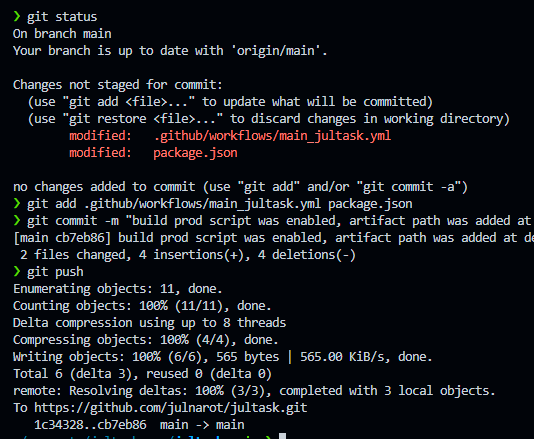 ❯ git status
On branch main
Your branch is up to date with 'origin/main'.

Changes not staged for commit:
  (use "git add <file>..." to update what will be committed)
  (use "git restore <file>..." to discard changes in working directory)
        modified:   .github/workflows/main_jultask.yml
        modified:   package.json

no changes added to commit (use "git add" and/or "git commit -a")
❯ git add .github/workflows/main_jultask.yml package.json
❯ git commit -m "build prod script was enabled, artifact path was added at
[main cb7eb86] build prod script was enabled, artifact path was added at de
 2 files changed, 4 insertions(+), 4 deletions(-)
❯ git push
Enumerating objects: 11, done.
Counting objects: 100% (11/11), done.
Delta compression using up to 8 threads
Compressing objects: 100% (4/4), done.
Writing objects: 100% (6/6), 565 bytes | 565.00 KiB/s, done.
Total 6 (delta 3), reused 0 (delta 0)
remote: Resolving deltas: 100% (3/3), completed with 3 local objects.
To https://github.com/julnarot/jultask.git
   1c34328..cb7eb86  main -> main